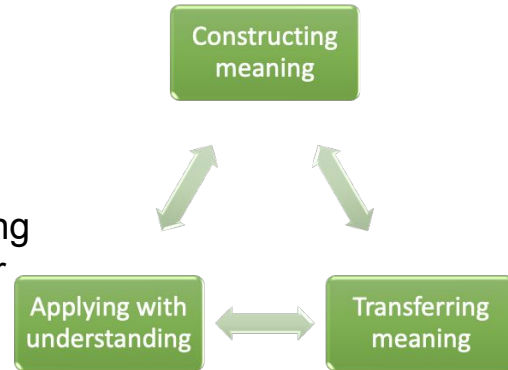 Constructing
meaning
Applying with
understanding
Transferring
meaning